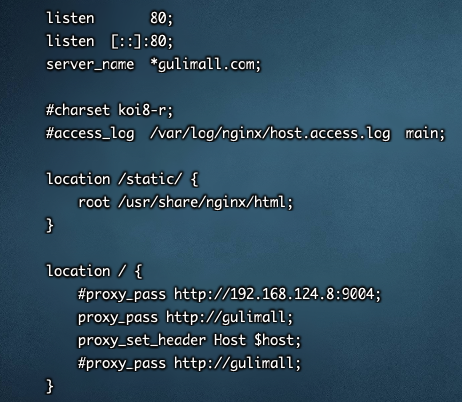 listen       80;
listen  [::]:80;
server_name  *gulimall.com;
#charset koi8-r;
#access_log  /var/log/nginx/host.access.log  main;
location /static/ {
    root /usr/share/nginx/html;
}
location / {
    #proxy_pass http://192.168.124.8:9004;
    proxy_pass http://gulimall;
    proxy_set_header Host $host;
    #proxy_pass http://gulimall;
}